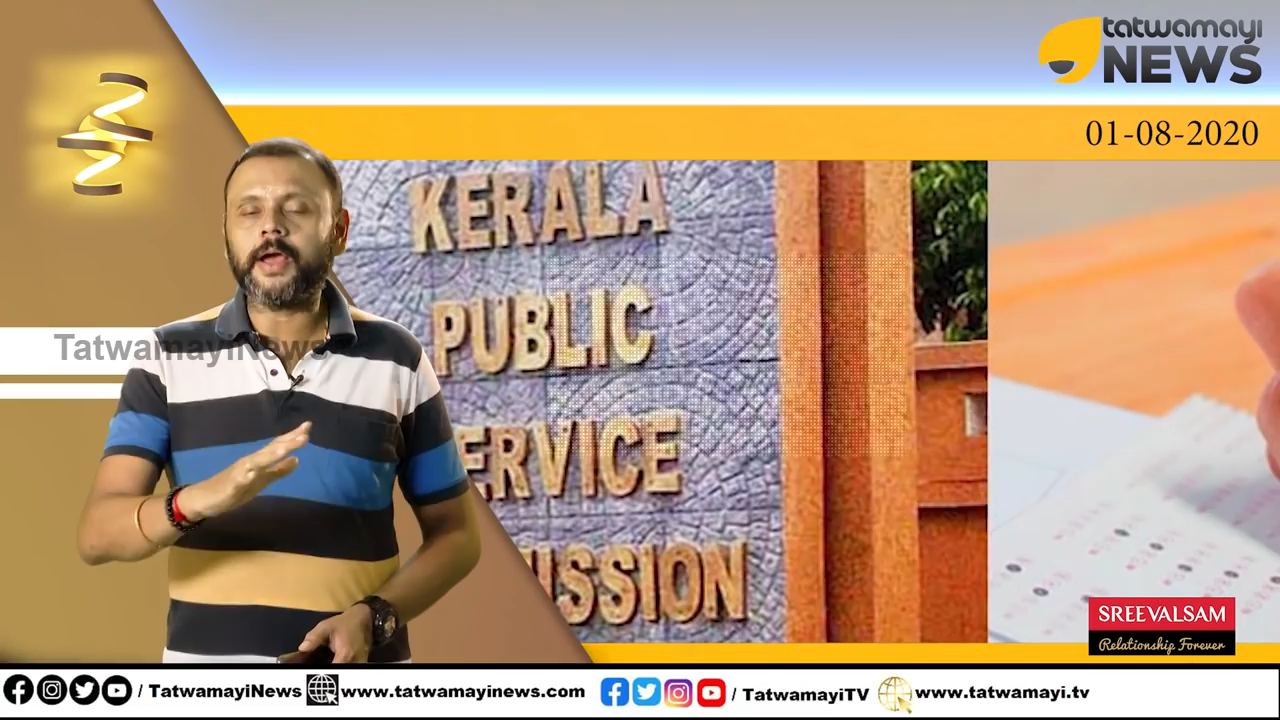 tatwamayi
NEWS
01-08-2020
KERALA
PUBLIC
ERVICE
ISSION
TatwamayiNews
SREEVALSAM
Relationship Forever
/ TatwamayiNews www.tatwamayinews.com / TatwamayiTV www.tatwamayi.tv